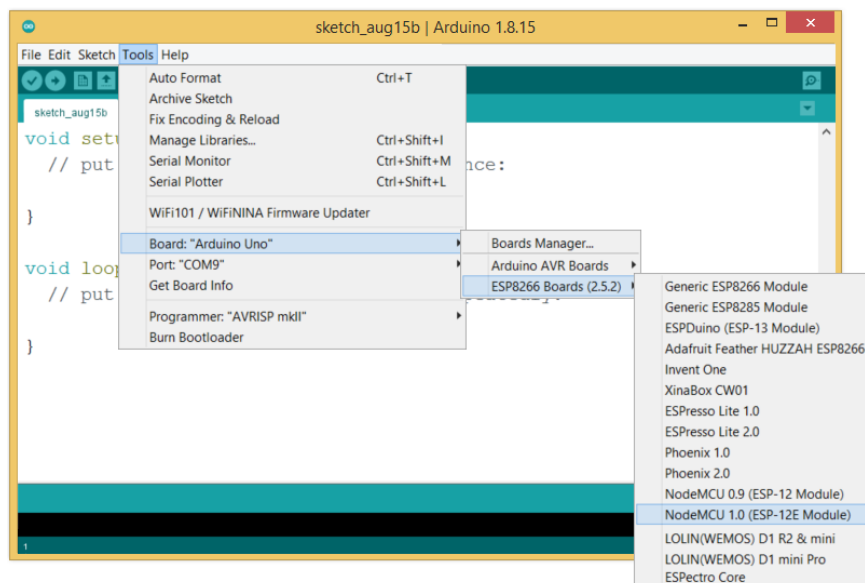 sketch_aug15b | Arduino 1.8.15
File Edit Sketch Tools Help
sketch_aug15b
Auto Format Ctrl+T
Archive Sketch
Fix Encoding & Reload
Manage Libraries... Ctrl+Shift+I
Serial Monitor Ctrl+Shift+M
Serial Plotter Ctrl+Shift+L
WiFi101 / WiFiNINA Firmware Updater
Board: "Arduino Uno"
Port: "COM9"
Get Board Info
Programmer: "AVRISP mkII"
Burn Bootloader
void setu
// put nce:
}
void loop
// put
}
Boards Manager...
Arduino AVR Boards
ESP8266 Boards (2.5.2)
Generic ESP8266 Module
Generic ESP8285 Module
ESPDuino (ESP-13 Module)
Adafruit Feather HUZZAH ESP8266
Invent One
XinaBox CW01
ESPresso Lite 1.0
ESPresso Lite 2.0
Phoenix 1.0
Phoenix 2.0
NodeMCU 0.9 (ESP-12 Module)
NodeMCU 1.0 (ESP-12E Module)
LOLIN(WEMOS) D1 R2 & mini
LOLIN(WEMOS) D1 mini Pro
ESPectro Core
1